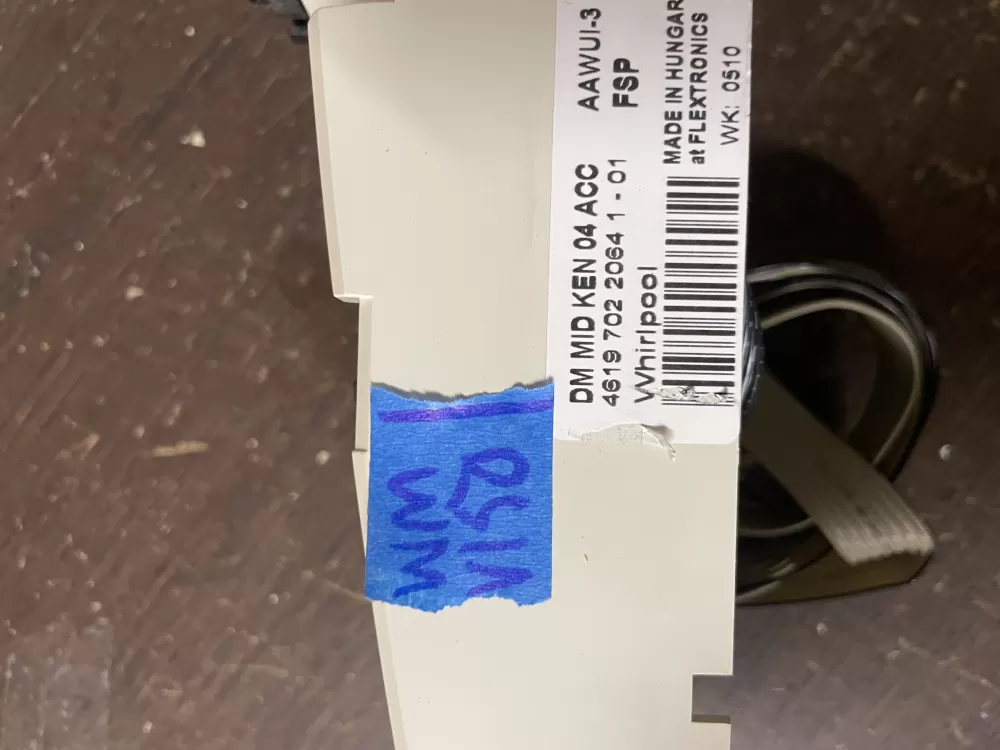 DM MID KEN 04 ACC AAWUI-3
4619 702 2064 1 - 01 FSP
Whirlpool
MADE IN HUNGAR
at FLEXTRONICS
WK: 0510
WM